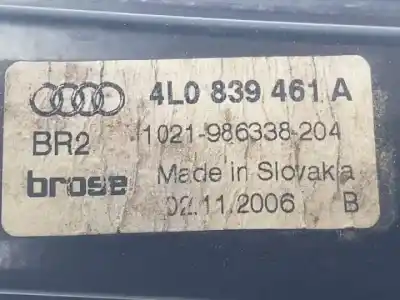 4L0 839 461 A
BR2 1021-986338-204
brose Made in Slovakia
02.11.2006 B